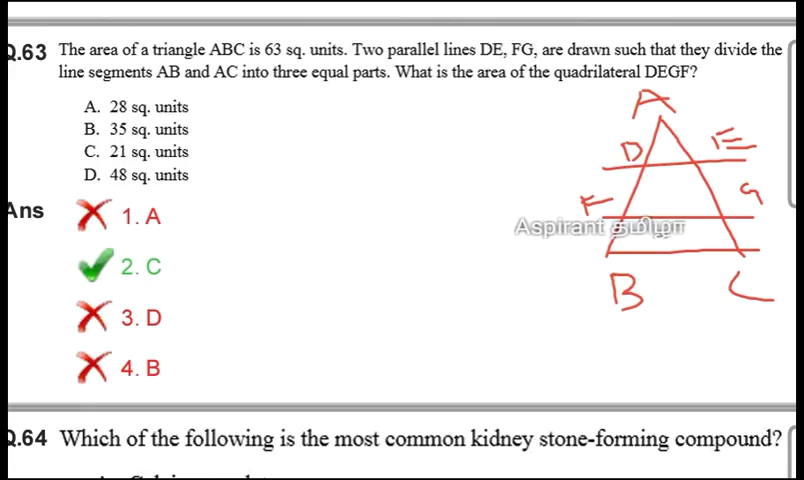 Q.63 The area of a triangle ABC is 63 sq. units. Two parallel lines DE, FG, are drawn such that they divide the
line segments AB and AC into three equal parts. What is the area of the quadrilateral DEGF?
A. 28 sq. units
B. 35 sq. units
C. 21 sq. units
D. 48 sq. units
Ans
1. A
2. C
3. D
4. B
A
D E
F G
Aspirant தமிழா
B C
Q.64 Which of the following is the most common kidney stone-forming compound?